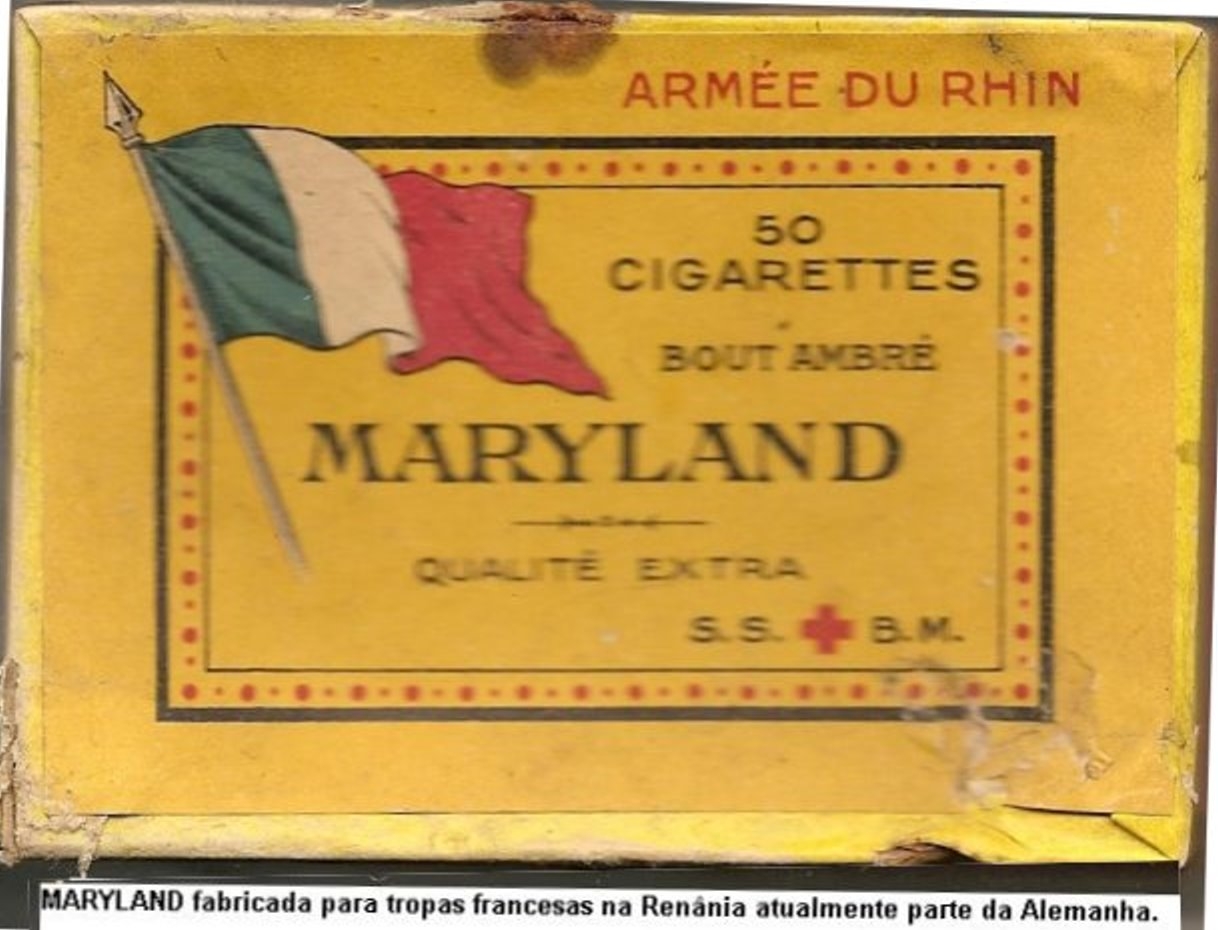 ARMÉE DU RHIN
50
CIGARETTES
BOUT AMBRÉ
MARYLAND
QUALITÉ EXTRA
S.S. B.M.
MARYLAND fabricada para tropas francesas na Renânia atualmente parte da Alemanha.